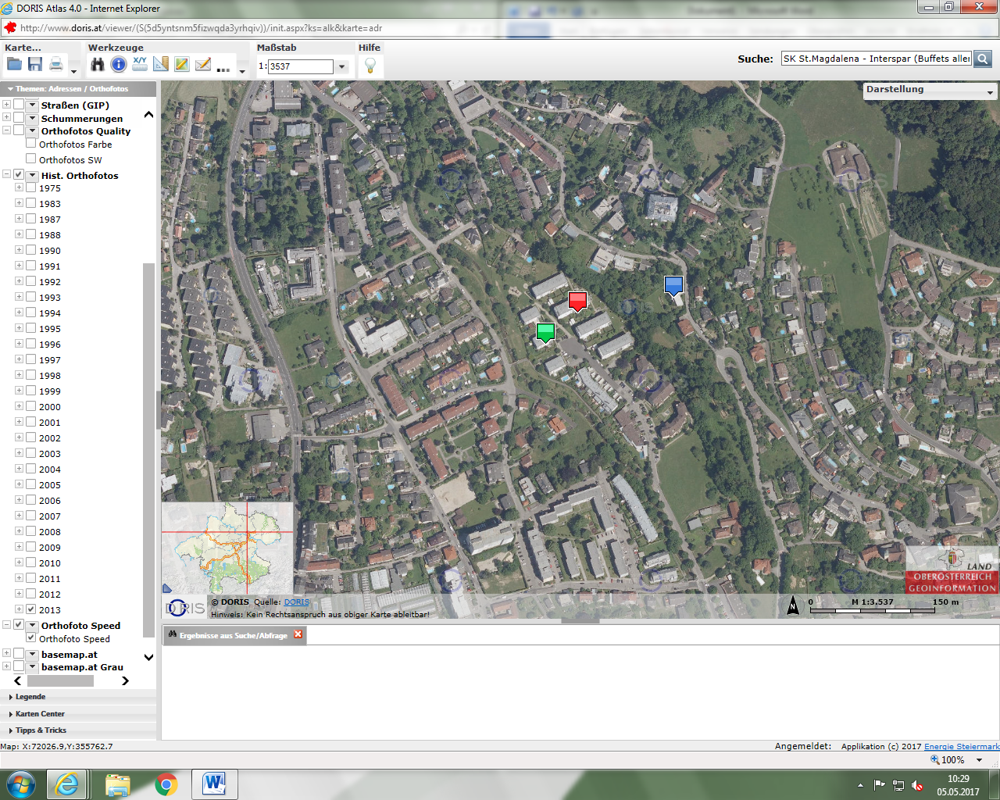 DORIS Atlas 4.0 - Internet Explorer
http://www.doris.at/viewer/(S(5d5yntsnm5fizwqda3yrhqiv))/init.aspx?ks=alk&karte=adr
Karte...
Werkzeuge
Maßstab
Hilfe
X/Y
...
1: 3537
Suche: SK St.Magdalena - Interspar (Buffets aller
Themen: Adressen / Orthofotos
Darstellung
Straßen (GIP)
Schummerungen
Orthofotos Quality
Orthofotos Farbe
Orthofotos SW
Hist. Orthofotos
1975
1983
1987
1988
1990
1991
1992
1993
1994
1995
1996
1997
1998
1999
2000
2001
2002
2003
2004
2005
2006
2007
2008
2009
2010
2011
2012
2013
Orthofoto Speed
Orthofoto Speed
basemap.at
basemap.at Grau
Legende
Karten Center
Tipps & Tricks
LAND
OBERÖSTERREICH
GEOINFORMATION
DORIS
© DORIS Quelle: DORIS
Hinweis: Kein Rechtsanspruch aus obiger Karte ableitbar!
N
0 M 1:3.537 150 m
Ergebnisse aus Suche/Abfrage
Map: X:72026.9,Y:355762.7
Angemeldet: Applikation (c) 2017 Energie Steiermark
100%
10:29
05.05.2017